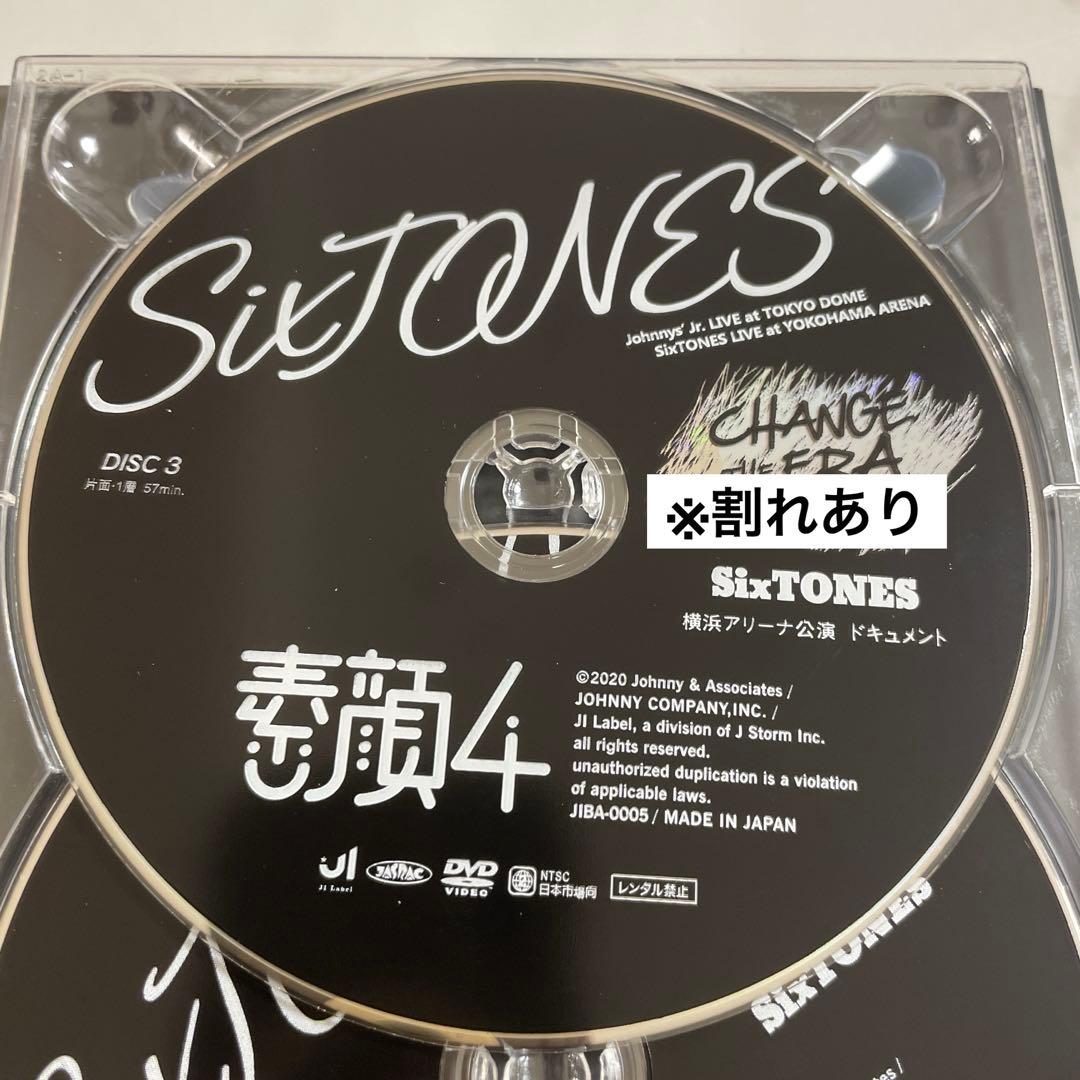 2A-1
SixTONES
Johnnys' Jr. LIVE at TOKYO DOME
SixTONES LIVE at YOKOHAMA ARENA
CHANGE
ERA
DISC 3
片面・1層 57min.
※割れあり
SixTONES
横浜アリーナ公演 ドキュメント
素顔4
©2020 Johnny & Associates /
JOHNNY COMPANY,INC. /
JI Label, a division of J Storm Inc.
all rights reserved.
unauthorized duplication is a violation
of applicable laws.
JIBA-0005 / MADE IN JAPAN
JI
JI Label
JASRAC
DVD
VIDEO
NTSC
日本市場向
2
レンタル禁止
SixTONES